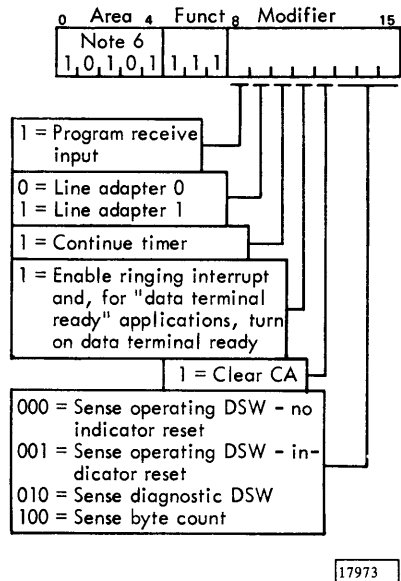 Area Funct Modifier
0 4 8 15
Note 6
1 0 1 0 1 1 1 1
1 = Program receive
input
0 = Line adapter 0
1 = Line adapter 1
1 = Continue timer
1 = Enable ringing interrupt
and, for "data terminal
ready" applications, turn
on data terminal ready
1 = Clear CA
000 = Sense operating DSW - no
indicator reset
001 = Sense operating DSW - in-
dicator reset
010 = Sense diagnostic DSW
100 = Sense byte count
17973